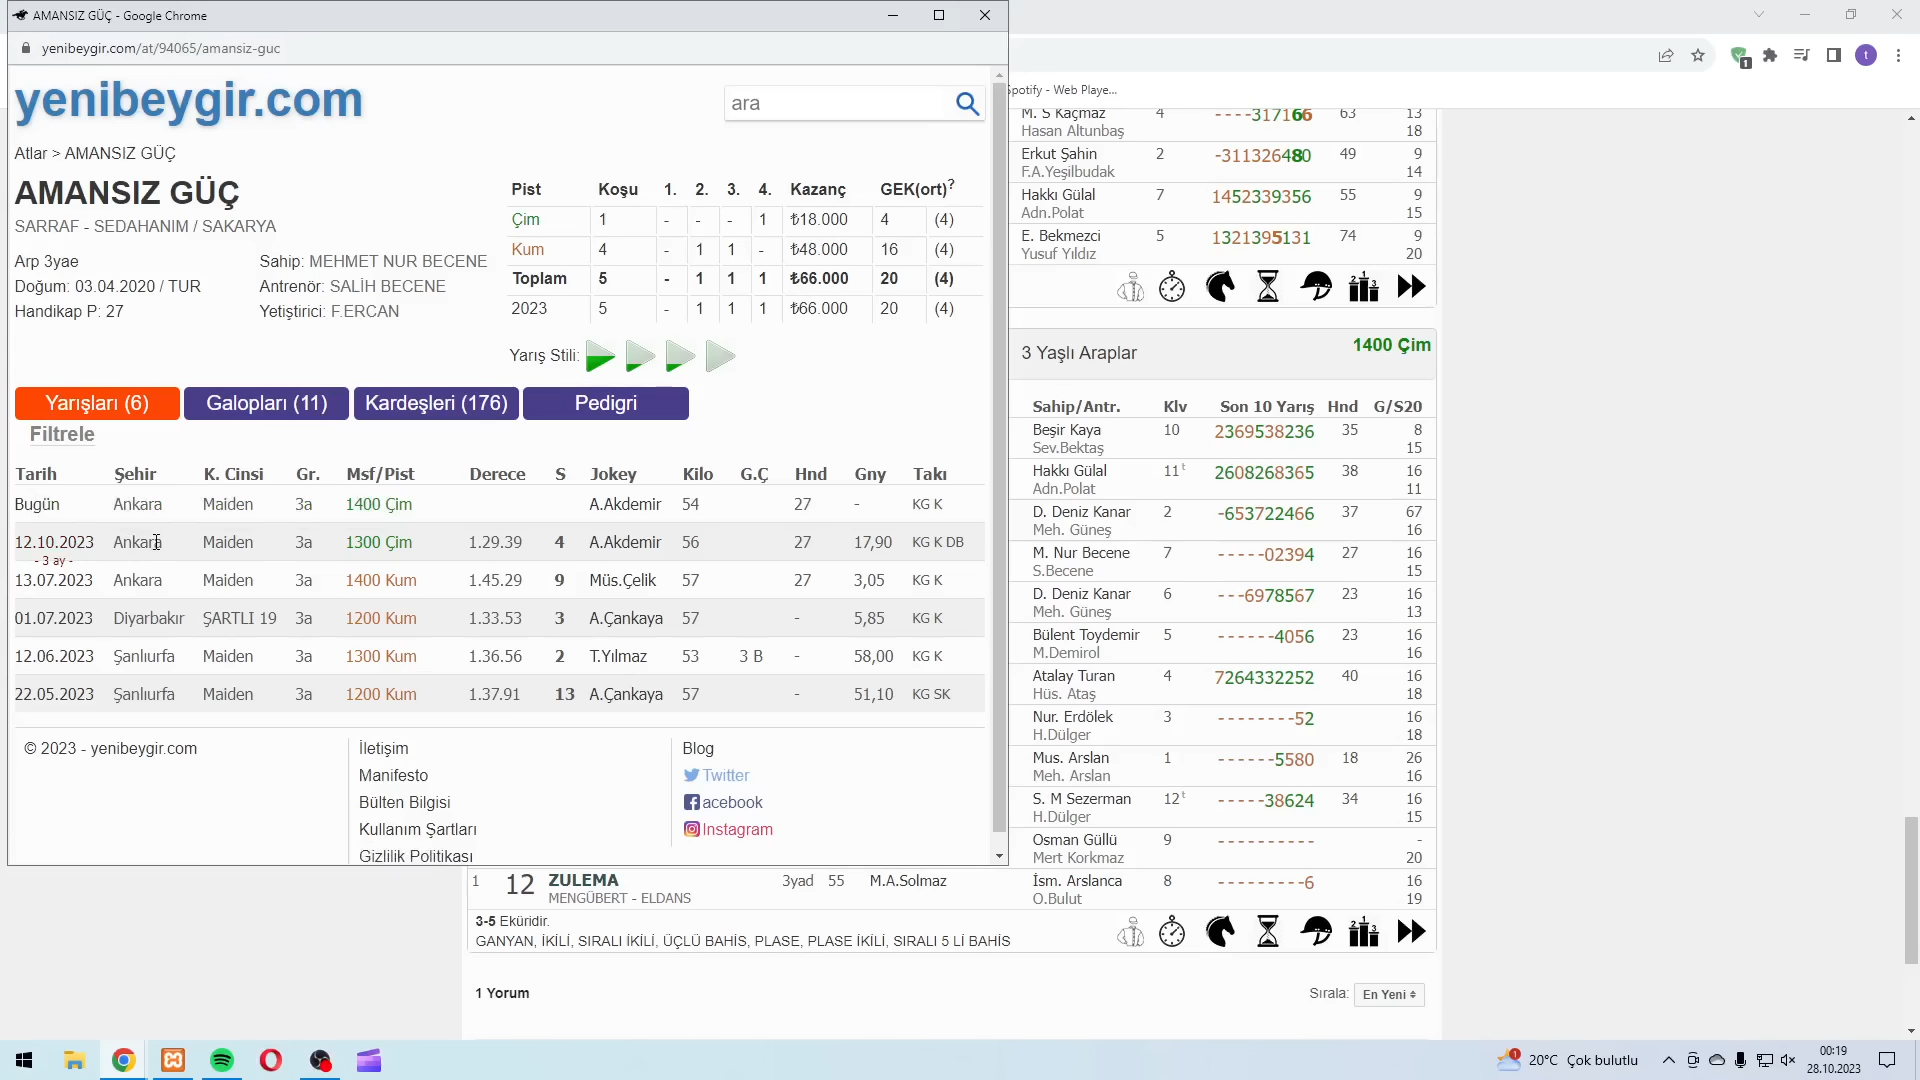 AMANSIZ GÜÇ - Google Chrome
yenibeygir.com/at/94065/amansiz-guc
yenibeygir.com
ara
Atlar > AMANSIZ GÜÇ
AMANSIZ GÜÇ
SARRAF - SEDAHANIM / SAKARYA
Arp 3yae
Doğum: 03.04.2020 / TUR
Handikap P: 27
Sahip: MEHMET NUR BECENE
Antrenör: SALİH BECENE
Yetiştirici: F.ERCAN
Pist Koşu 1. 2. 3. 4. Kazanç GEK(ort)?
Çim 1 - - - 1 ₺18.000 4 (4)
Kum 4 - 1 1 - ₺48.000 16 (4)
Toplam 5 - 1 1 1 ₺66.000 20 (4)
2023 5 - 1 1 1 ₺66.000 20 (4)
Yarış Stili:
Yarışları (6) Galopları (11) Kardeşleri (176) Pedigri
Filtrele
Tarih Şehir K. Cinsi Gr. Msf/Pist Derece S Jokey Kilo G.Ç Hnd Gny Takı
Bugün Ankara Maiden 3a 1400 Çim A.Akdemir 54 27 - KG K
12.10.2023 Ankara Maiden 3a 1300 Çim 1.29.39 4 A.Akdemir 56 27 17,90 KG K DB
- 3 ay -
13.07.2023 Ankara Maiden 3a 1400 Kum 1.45.29 9 Müs.Çelik 57 27 3,05 KG K
01.07.2023 Diyarbakır ŞARTLI 19 3a 1200 Kum 1.33.53 3 A.Çankaya 57 - 5,85 KG K
12.06.2023 Şanlıurfa Maiden 3a 1300 Kum 1.36.56 2 T.Yılmaz 53 3 B - 58,00 KG K
22.05.2023 Şanlıurfa Maiden 3a 1200 Kum 1.37.91 13 A.Çankaya 57 - 51,10 KG SK
© 2023 - yenibeygir.com
İletişim
Manifesto
Bülten Bilgisi
Kullanım Şartları
Gizlilik Politikası
Blog
Twitter
acebook
Instagram
1
t
Spotify - Web Playe...
M. S Kaçmaz 4 ----317166 63 13
Hasan Altunbaş 18
Erkut Şahin 2 -311326480 49 9
F.A.Yeşilbudak 14
Hakkı Gülal 7 1452339356 55 9
Adn.Polat 15
E. Bekmezci 5 1321395131 74 9
Yusuf Yıldız 20
3 Yaşlı Araplar 1400 Çim
Sahip/Antr. Klv Son 10 Yarış Hnd G/S20
Beşir Kaya 10 2369538236 35 8
Sev.Bektaş 15
Hakkı Gülal 11t 2608268365 38 16
Adn.Polat 11
D. Deniz Kanar 2 -653722466 37 67
Meh. Güneş 16
M. Nur Becene 7 -----02394 27 16
S.Becene 15
D. Deniz Kanar 6 ---6978567 23 16
Meh. Güneş 13
Bülent Toydemir 5 ------4056 23 16
M.Demirol 16
Atalay Turan 4 7264332252 40 16
Hüs. Ataş 18
Nur. Erdölek 3 --------52 16
H.Dülger 18
Mus. Arslan 1 ------5580 18 26
Meh. Arslan 16
S. M Sezerman 12t -----38624 34 16
H.Dülger 15
Osman Güllü 9 ---------- -
Mert Korkmaz 20
1 12 ZULEMA 3yad 55 M.A.Solmaz İsm. Arslanca 8 ---------6 16
MENGÜBERT - ELDANS O.Bulut 19
3-5 Eküridir.
GANYAN, İKİLİ, SIRALI İKİLİ, ÜÇLÜ BAHİS, PLASE, PLASE İKİLİ, SIRALI 5 Lİ BAHİS
1 Yorum
Sırala: En Yeni
1
20°C Çok bulutlu
00:19
28.10.2023